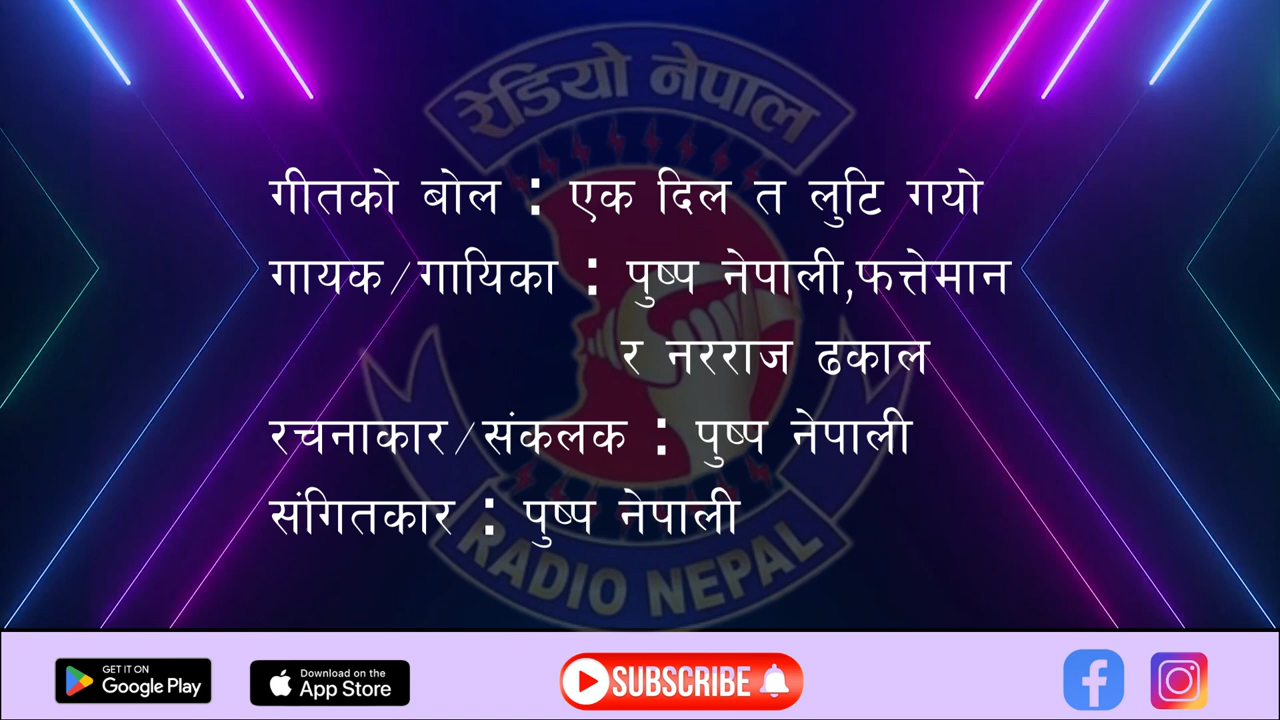 रेडियो नेपाल
गीतको बोल : एक दिल त लुटि गयो
गायक/गायिका : पुष्प नेपाली,फत्तेमान
र नरराज ढकाल
रचनाकार/संकलक : पुष्प नेपाली
संगितकार : पुष्प नेपाली
RADIO NEPAL
GET IT ON
Google Play
Download on the
App Store
SUBSCRIBE